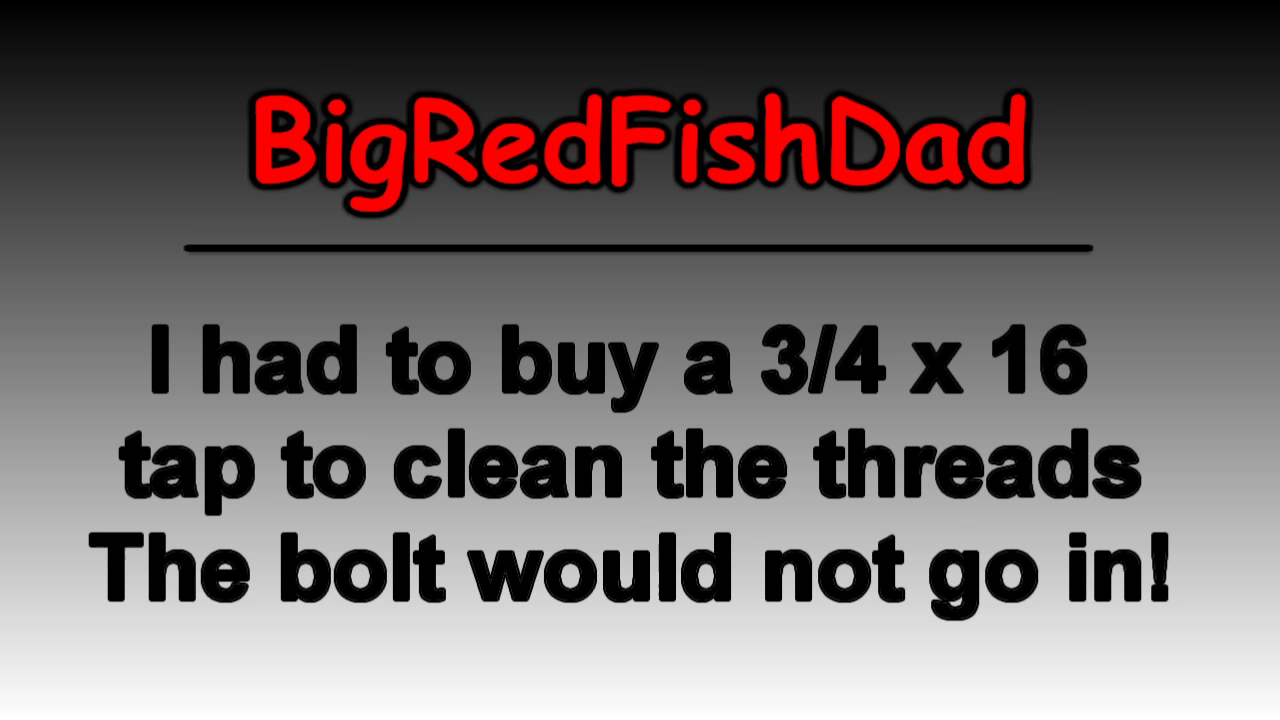 BigRedFishDad
I had to buy a 3/4 x 16
tap to clean the threads
The bolt would not go in!